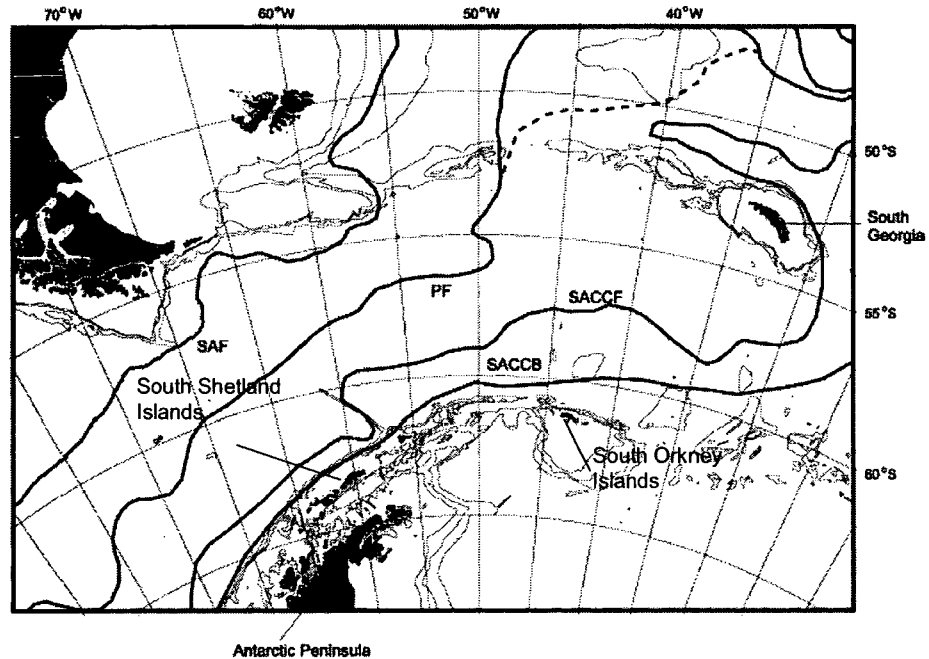 70°W
60°W
50°W
40°W
50°S
South
Georgia
PF
SACCF
55°S
SAF
SACCB
South Shetland
Islands
South Orkney
Islands
60°S
Antarctic Peninsula